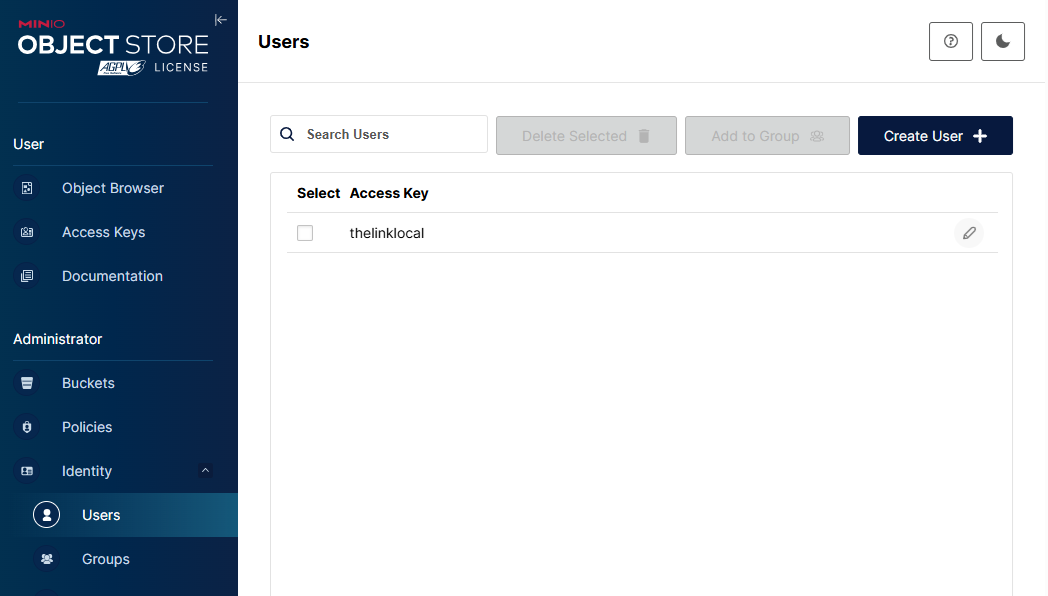 MINIO
OBJECT STORE
AGPL LICENSE
User
Object Browser
Access Keys
Documentation
Administrator
Buckets
Policies
Identity
Users
Groups
Users
Search Users
Delete Selected
Add to Group
Create User
Select Access Key
thelinklocal